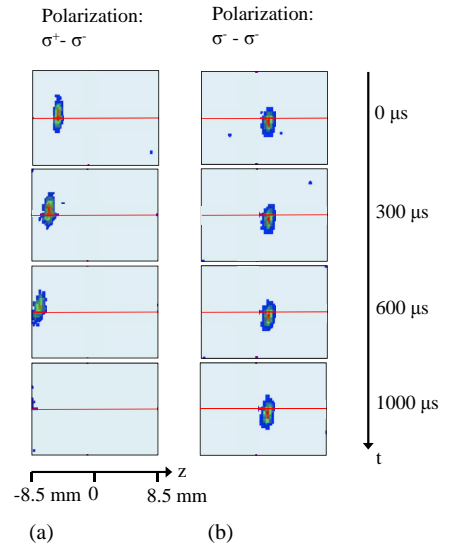 Polarization:
σ⁺- σ⁻
Polarization:
σ⁻ - σ⁻
0 μs
300 μs
600 μs
1000 μs
z
t
-8.5 mm 0 8.5 mm
(a) (b)